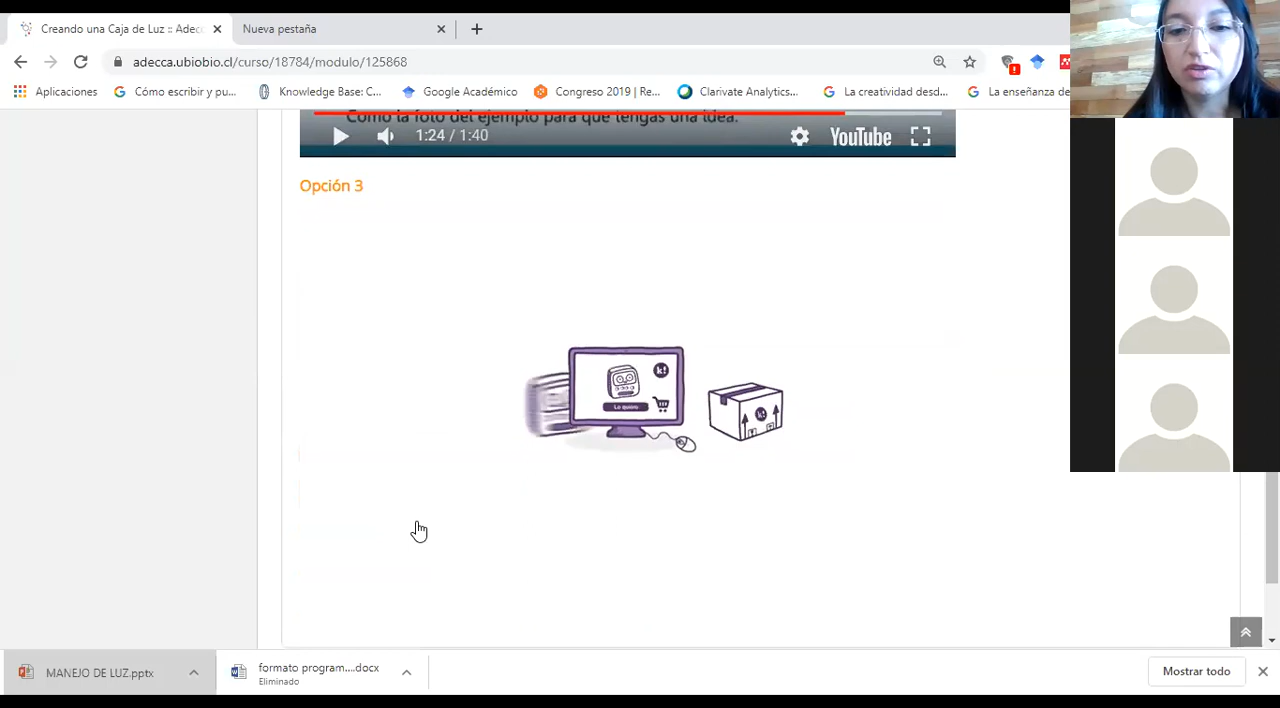 Creando una Caja de Luz :: Adecc
Nueva pestaña
adecca.ubiobio.cl/curso/18784/modulo/125868
Aplicaciones
Cómo escribir y pu...
Knowledge Base: C...
Google Académico
Congreso 2019 | Re...
Clarivate Analytics...
La creatividad desd...
La enseñanza de
Como la foto del ejemplo para que tengas una idea.
1:24 / 1:40
YouTube
Opción 3
k!
Lo quiero
k!
MANEJO DE LUZ.pptx
formato program....docx
Eliminado
Mostrar todo